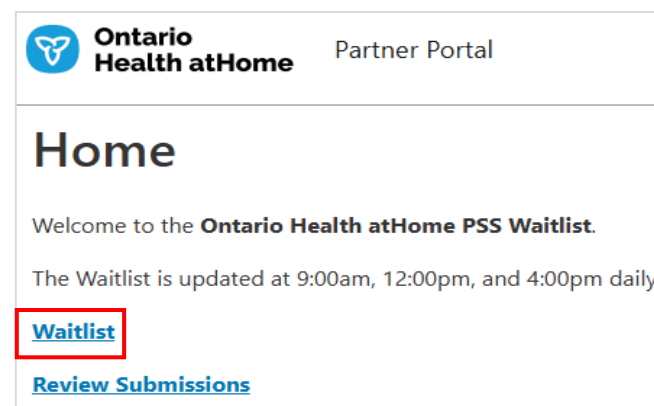 Ontario
Health atHome
Partner Portal
Home
Welcome to the Ontario Health atHome PSS Waitlist.
The Waitlist is updated at 9:00am, 12:00pm, and 4:00pm daily
Waitlist
Review Submissions